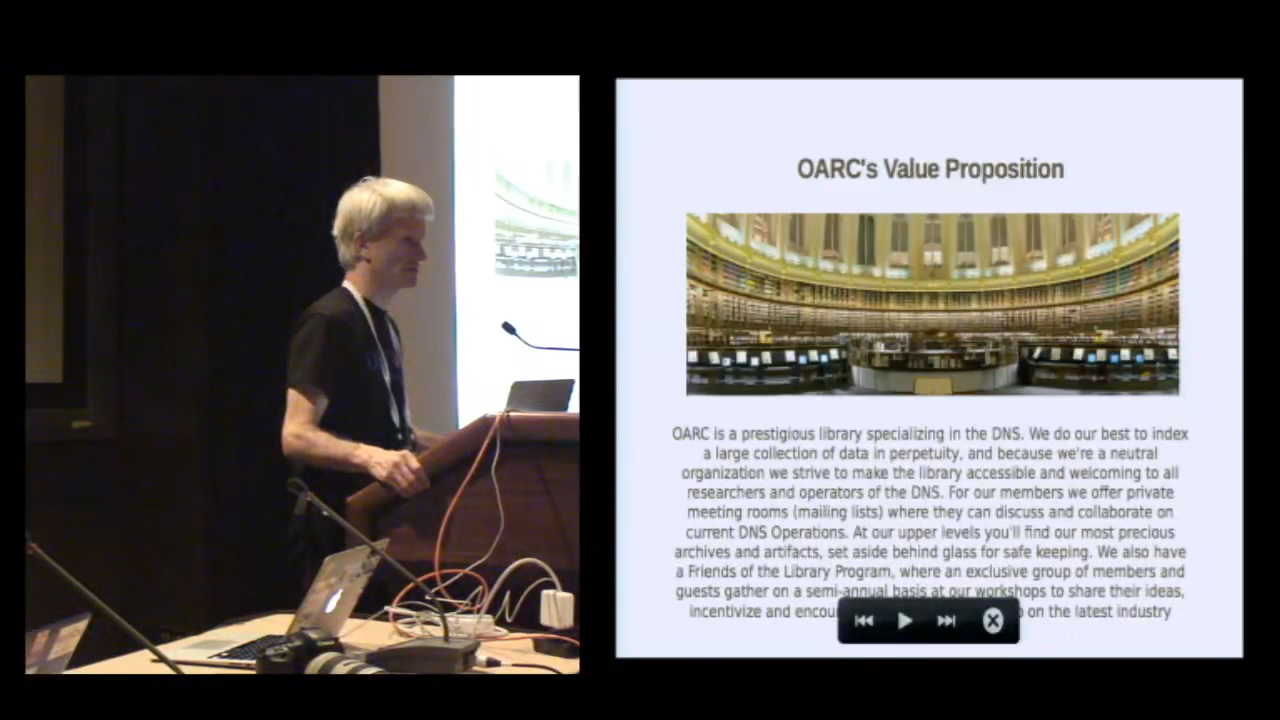 OARC's Value Proposition
OARC is a prestigious library specializing in the DNS. We do our best to index
a large collection of data in perpetuity, and because we're a neutral
organization we strive to make the library accessible and welcoming to all
researchers and operators of the DNS. For our members we offer private
meeting rooms (mailing lists) where they can discuss and collaborate on
current DNS Operations. At our upper levels you'll find our most precious
archives and artifacts, set aside behind glass for safe keeping. We also have
a Friends of the Library Program, where an exclusive group of members and
guests gather on a semi-annual basis at our workshops to share their ideas,
incentivize and on the latest industry